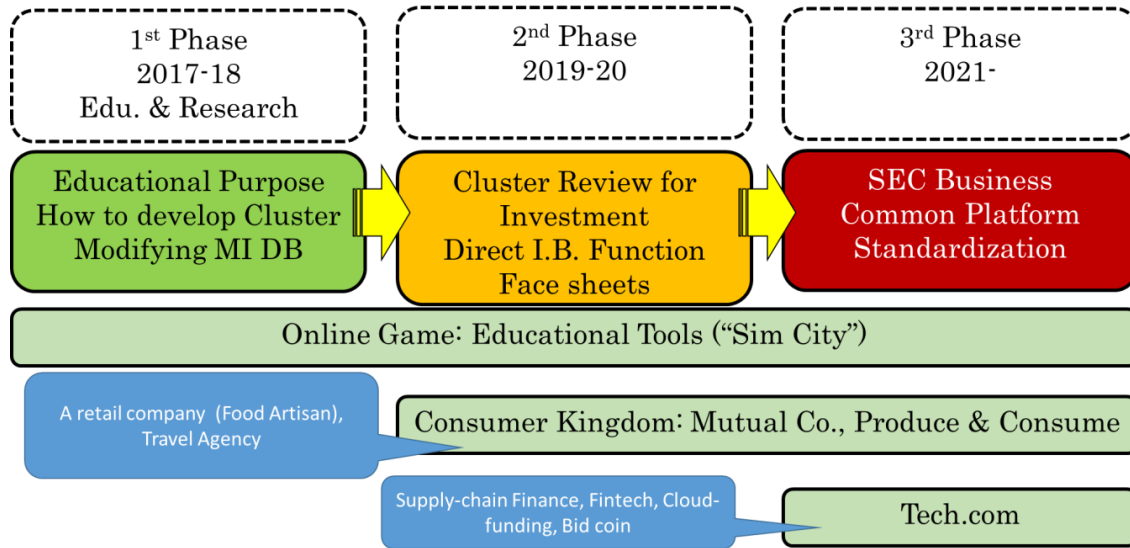 1st Phase
2017-18
Edu. & Research
2nd Phase
2019-20
3rd Phase
2021-
Educational Purpose
How to develop Cluster
Modifying MI DB
Cluster Review for
Investment
Direct I.B. Function
Face sheets
SEC Business
Common Platform
Standardization
Online Game: Educational Tools (“Sim City”)
A retail company (Food Artisan),
Travel Agency
Consumer Kingdom: Mutual Co., Produce & Consume
Supply-chain Finance, Fintech, Cloud-
funding, Bid coin
Tech.com